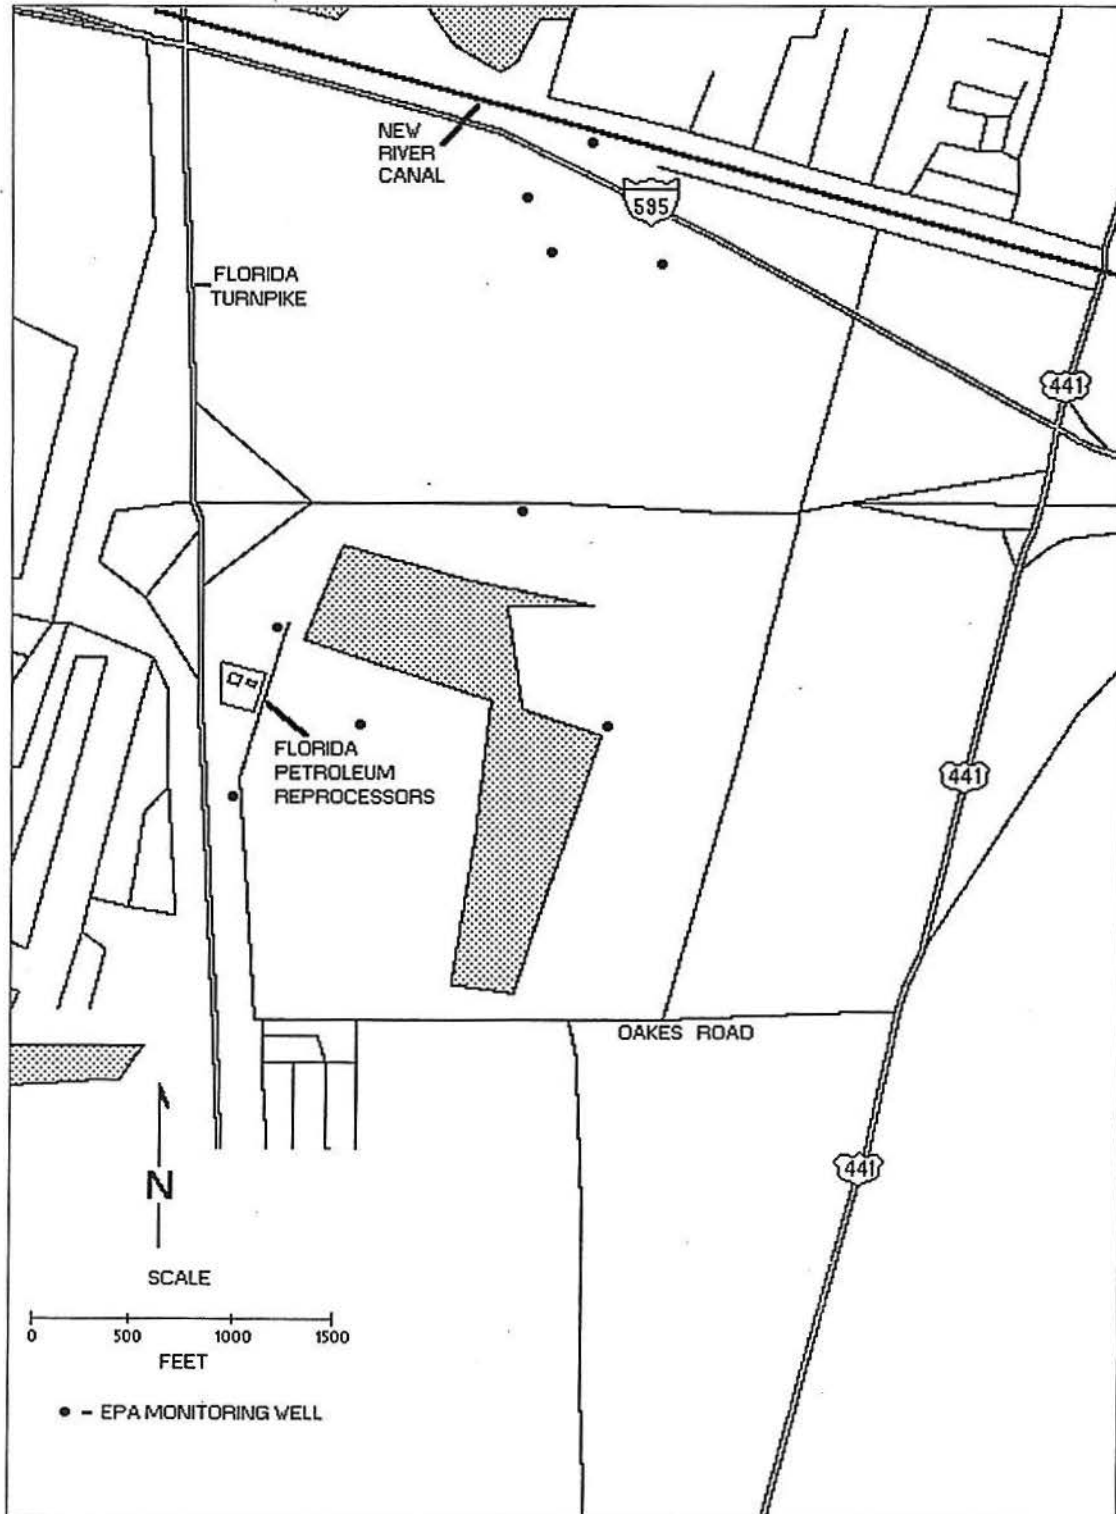 NEW
RIVER
CANAL
595
FLORIDA
TURNPIKE
441
FLORIDA
PETROLEUM
REPROCESSORS
441
OAKES ROAD
441
N
SCALE
0 500 1000 1500
FEET
● - EPA MONITORING WELL